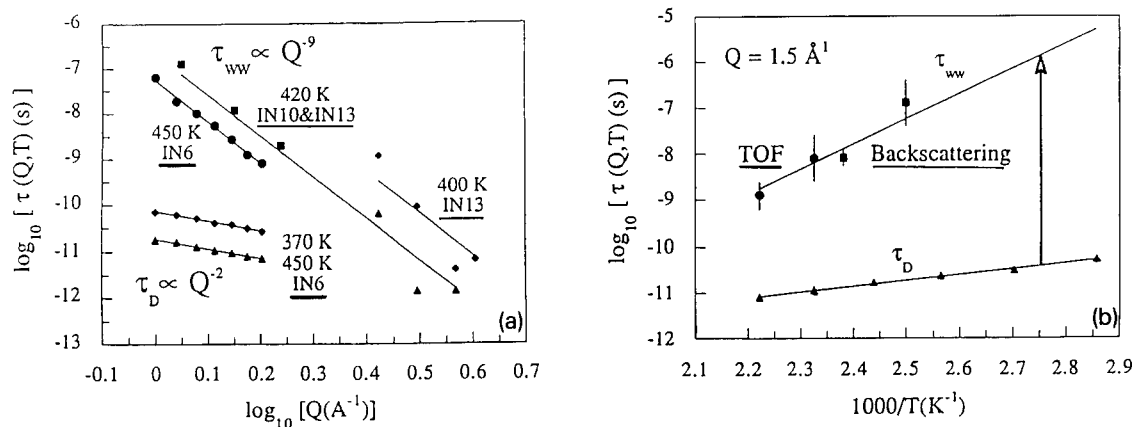 -6
-7
-8
-9
-10
-11
-12
-13
log10 [ τ (Q,T) (s) ]
τWW ∝ Q^-9
420 K
IN10&IN13
450 K
IN6
400 K
IN13
370 K
450 K
IN6
τD ∝ Q^-2
(a)
-0.1 0 0.1 0.2 0.3 0.4 0.5 0.6 0.7
log10 [Q(A^-1)]
-5
-6
-7
-8
-9
-10
-11
-12
log10 [ τ (Q,T) (s) ]
Q = 1.5 Å^1
τww
TOF
Backscattering
τD
(b)
2.1 2.2 2.3 2.4 2.5 2.6 2.7 2.8 2.9
1000/T(K^-1)